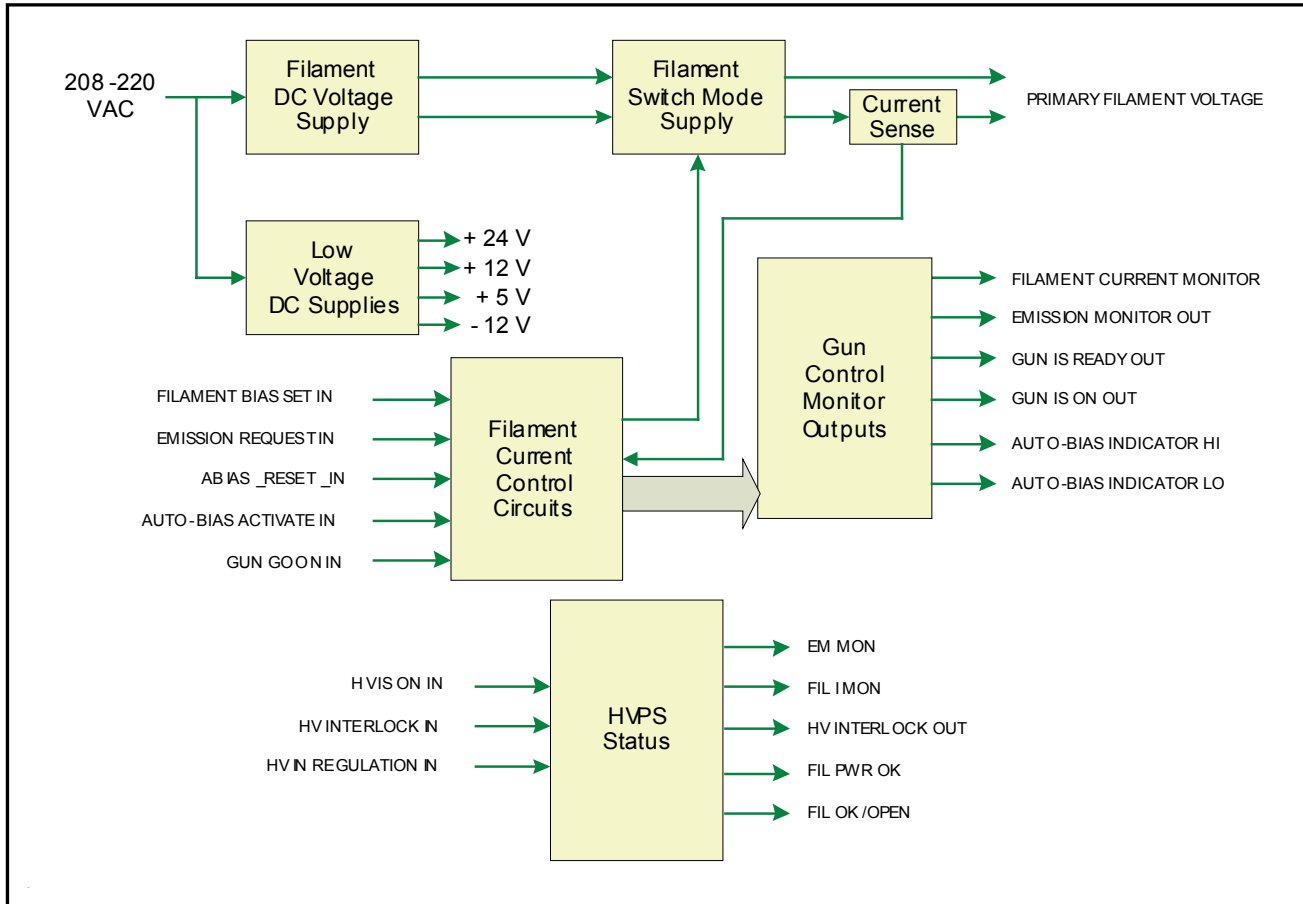 208 -220
VAC
Filament
DC Voltage
Supply
Filament
Switch Mode
Supply
Current
Sense
PRIMARY FILAMENT VOLTAGE
Low
Voltage
DC Supplies
+ 24 V
+ 12 V
+ 5 V
- 12 V
FILAMENT BIAS SET IN
EMISSION REQUEST IN
ABIAS _RESET _IN
AUTO-BIAS ACTIVATE IN
GUN GO ON IN
Filament
Current
Control
Circuits
Gun
Control
Monitor
Outputs
FILAMENT CURRENT MONITOR
EMISSION MONITOR OUT
GUN IS READY OUT
GUN IS ON OUT
AUTO-BIAS INDICATOR HI
AUTO-BIAS INDICATOR LO
HV IS ON IN
HV INTERLOCK IN
HV IN REGULATION IN
HVPS
Status
EM MON
FIL I MON
HV INTERLOCK OUT
FIL PWR OK
FIL OK /OPEN